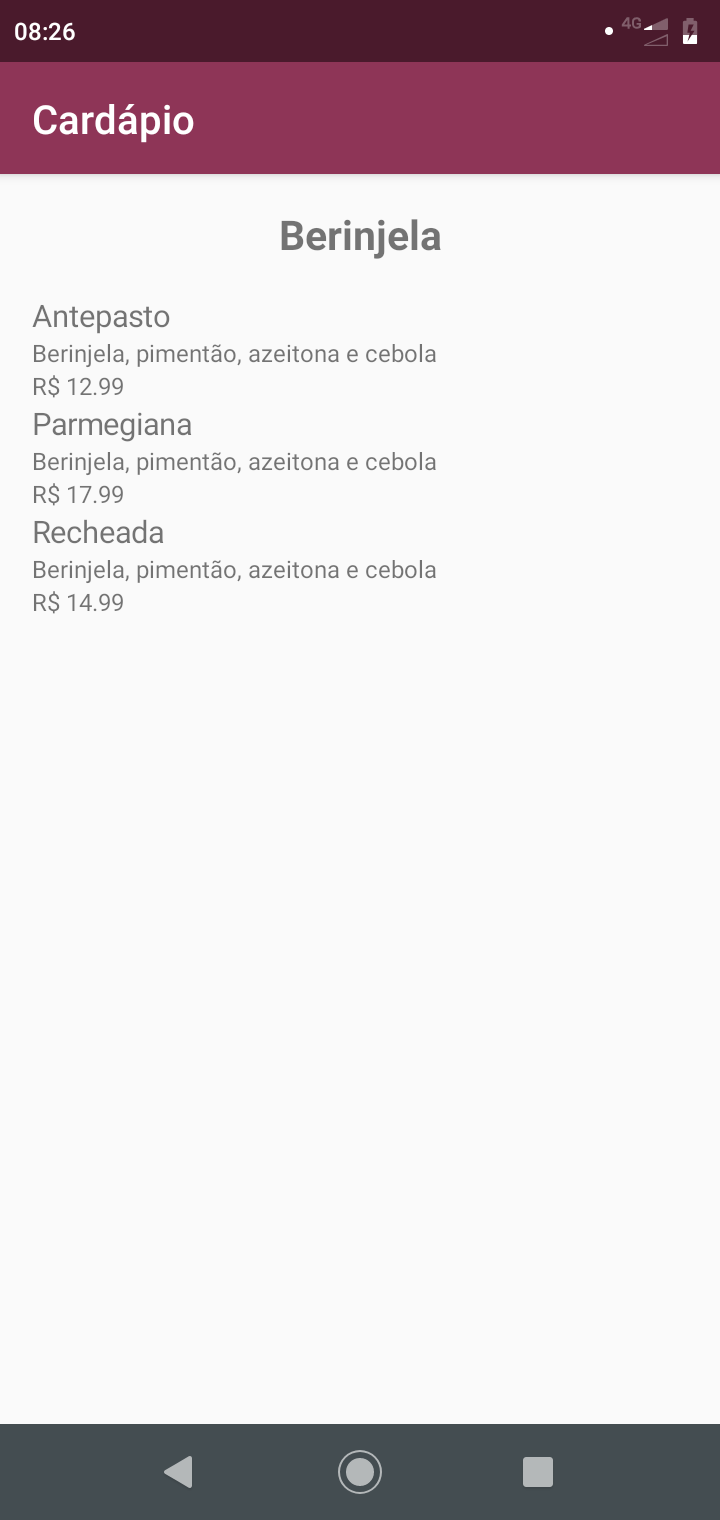 08:26
4G
Cardápio
Berinjela
Antepasto
Berinjela, pimentão, azeitona e cebola
R$ 12.99
Parmegiana
Berinjela, pimentão, azeitona e cebola
R$ 17.99
Recheada
Berinjela, pimentão, azeitona e cebola
R$ 14.99